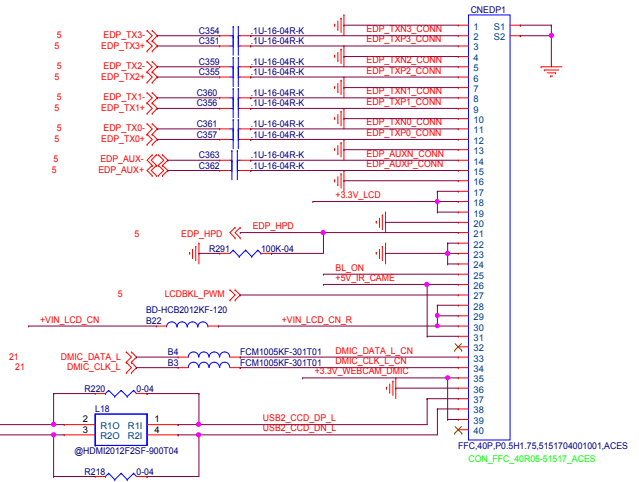 CNEDP1
5 EDP_TX3- C354 .1U-16-04R-K EDP_TXN3_CONN
5 EDP_TX3+ C351 .1U-16-04R-K EDP_TXP3_CONN
5 EDP_TX2- C359 .1U-16-04R-K EDP_TXN2_CONN
5 EDP_TX2+ C355 .1U-16-04R-K EDP_TXP2_CONN
5 EDP_TX1- C360 .1U-16-04R-K EDP_TXN1_CONN
5 EDP_TX1+ C356 .1U-16-04R-K EDP_TXP1_CONN
5 EDP_TX0- C361 .1U-16-04R-K EDP_TXN0_CONN
5 EDP_TX0+ C357 .1U-16-04R-K EDP_TXP0_CONN
5 EDP_AUX- C363 .1U-16-04R-K EDP_AUXN_CONN
5 EDP_AUX+ C362 .1U-16-04R-K EDP_AUXP_CONN
+3.3V_LCD
5 EDP_HPD EDP_HPD
R291 100K-04
BL_ON
+5V_IR_CAME
5 LCDBKL_PWM
BD-HCB2012KF-120
+VIN_LCD_CN B22 +VIN_LCD_CN_R
21 DMIC_DATA_L B4 FCM1005KF-301T01 DMIC_DATA_L_CN
21 DMIC_CLK_L B3 FCM1005KF-301T01 DMIC_CLK_L_CN
+3.3V_WEBCAM_DMIC
R220 0-04
L18
2 R1O R1I 1 USB2_CCD_DP_L
3 R2O R2I 4 USB2_CCD_DN_L
@HDMI2012F2SF-900T04
R218 0-04
1 S1
2 S2
3
4
5
6
7
8
9
10
11
12
13
14
15
16
17
18
19
20
21
22
23
24
25
26
27
28
29
30
31
32
33
34
35
36
37
38
39
40
FFC,40P,P0.5H1.75,5151704001001,ACES
CON_FFC_40R05-51517_ACES